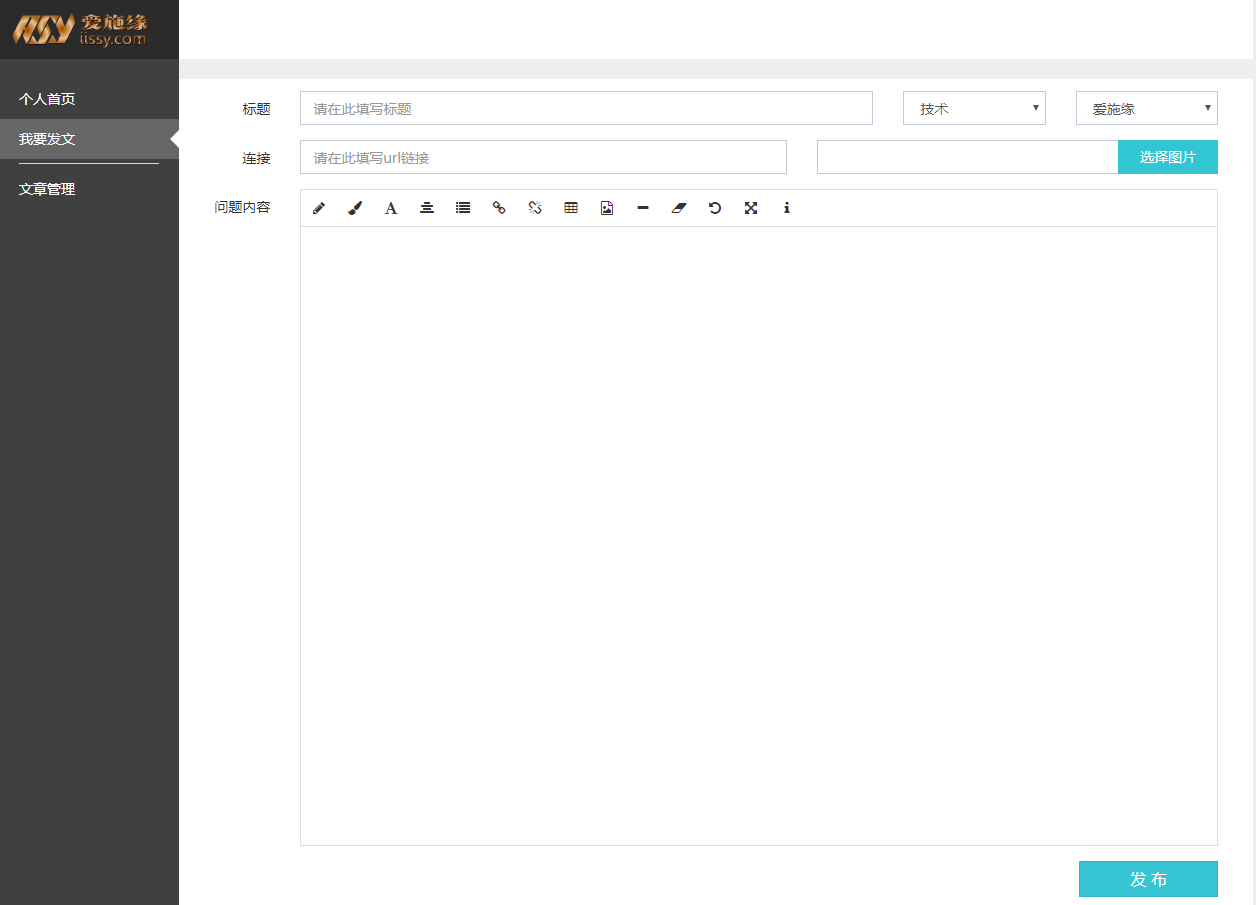 爱施缘
iissy.com
个人首页
我要发文
文章管理
标题 请在此填写标题 技术 爱施缘
连接 请在此填写url链接 选择图片
问题内容
发 布